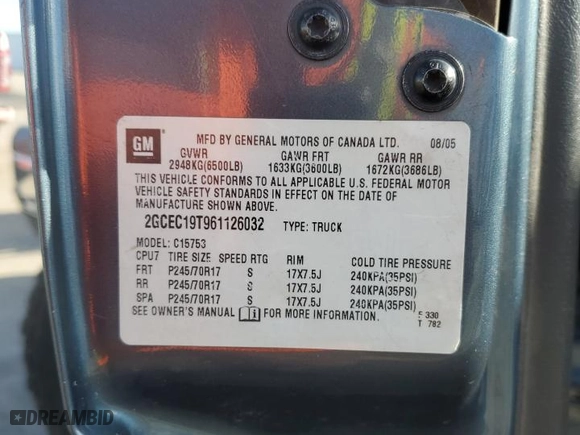 GM
MFD BY GENERAL MOTORS OF CANADA LTD. 08/05
GVWR GAWR FRT GAWR RR
2948KG(6500LB) 1633KG(3600LB) 1672KG(3686LB)
THIS VEHICLE CONFORMS TO ALL APPLICABLE U.S. FEDERAL MOTOR
VEHICLE SAFETY STANDARDS IN EFFECT ON THE DATE OF
MANUFACTURE SHOWN ABOVE.
2GCEC19T961126032 TYPE: TRUCK
MODEL: C15753
CPU7 TIRE SIZE SPEED RTG RIM COLD TIRE PRESSURE
FRT P245/70R17 S 17X7.5J 240KPA(35PSI)
RR P245/70R17 S 17X7.5J 240KPA(35PSI)
SPA P245/70R17 S 17X7.5J 240KPA(35PSI)
SEE OWNER'S MANUAL FOR MORE INFORMATION. F 330
T 782
DREAMBID